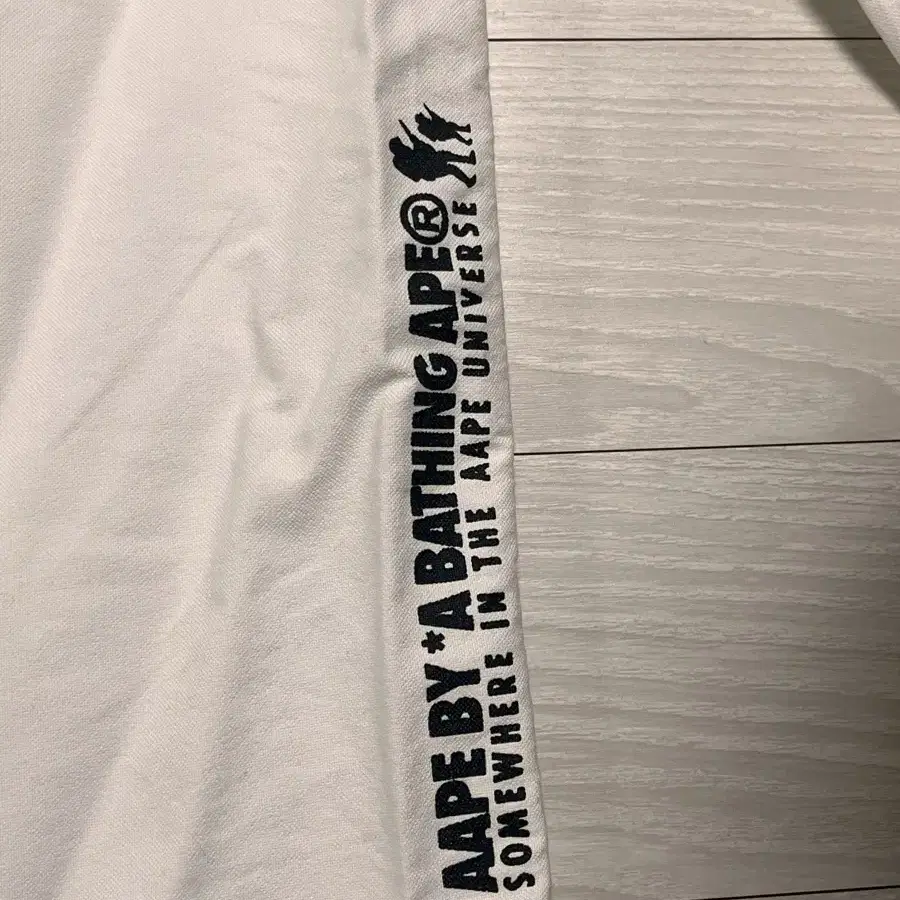 AAPE BY *A BATHING APE®
SOMEWHERE IN THE AAPE UNIVERSE